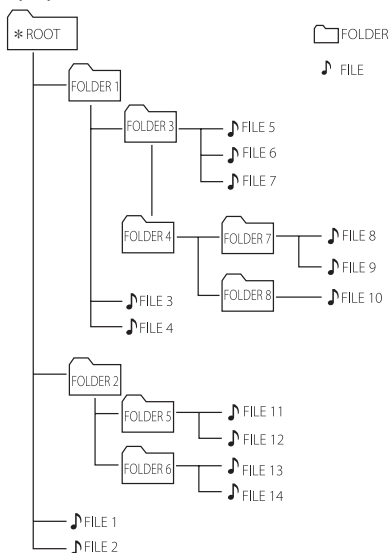 * ROOT
FOLDER
FILE
FOLDER 1
FOLDER 3
FILE 5
FILE 6
FILE 7
FOLDER 4
FOLDER 7
FILE 8
FILE 9
FOLDER 8
FILE 10
FILE 3
FILE 4
FOLDER 2
FOLDER 5
FILE 11
FILE 12
FOLDER 6
FILE 13
FILE 14
FILE 1
FILE 2